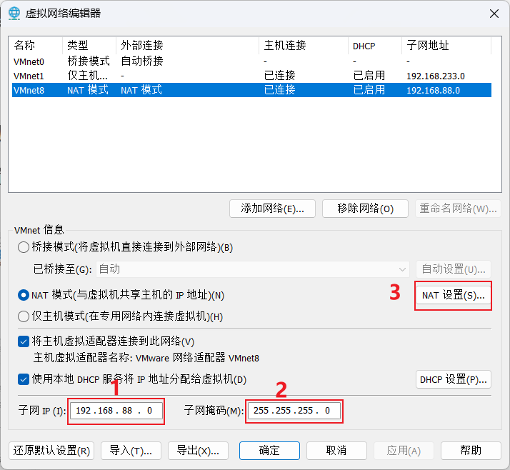 虚拟网络编辑器
名称 类型 外部连接 主机连接 DHCP 子网地址
VMnet0 桥接模式 自动桥接 - - -
VMnet1 仅主机... - 已连接 已启用 192.168.233.0
VMnet8 NAT 模式 NAT 模式 已连接 已启用 192.168.88.0
添加网络(E)... 移除网络(O) 重命名网络(W)...
VMnet 信息
桥接模式(将虚拟机直接连接到外部网络)(B)
已桥接至(G): 自动 自动设置(U)...
NAT 模式(与虚拟机共享主机的 IP 地址)(N) 3 NAT 设置(S)...
仅主机模式(在专用网络内连接虚拟机)(H)
将主机虚拟适配器连接到此网络(V)
主机虚拟适配器名称: VMware 网络适配器 VMnet8
使用本地 DHCP 服务将 IP 地址分配给虚拟机(D) DHCP 设置(P)...
1 2
子网 IP (I): 192 . 168 . 88 . 0 子网掩码(M): 255 . 255 . 255 . 0
还原默认设置(R) 导入(T)... 导出(X)... 确定 取消 应用(A) 帮助